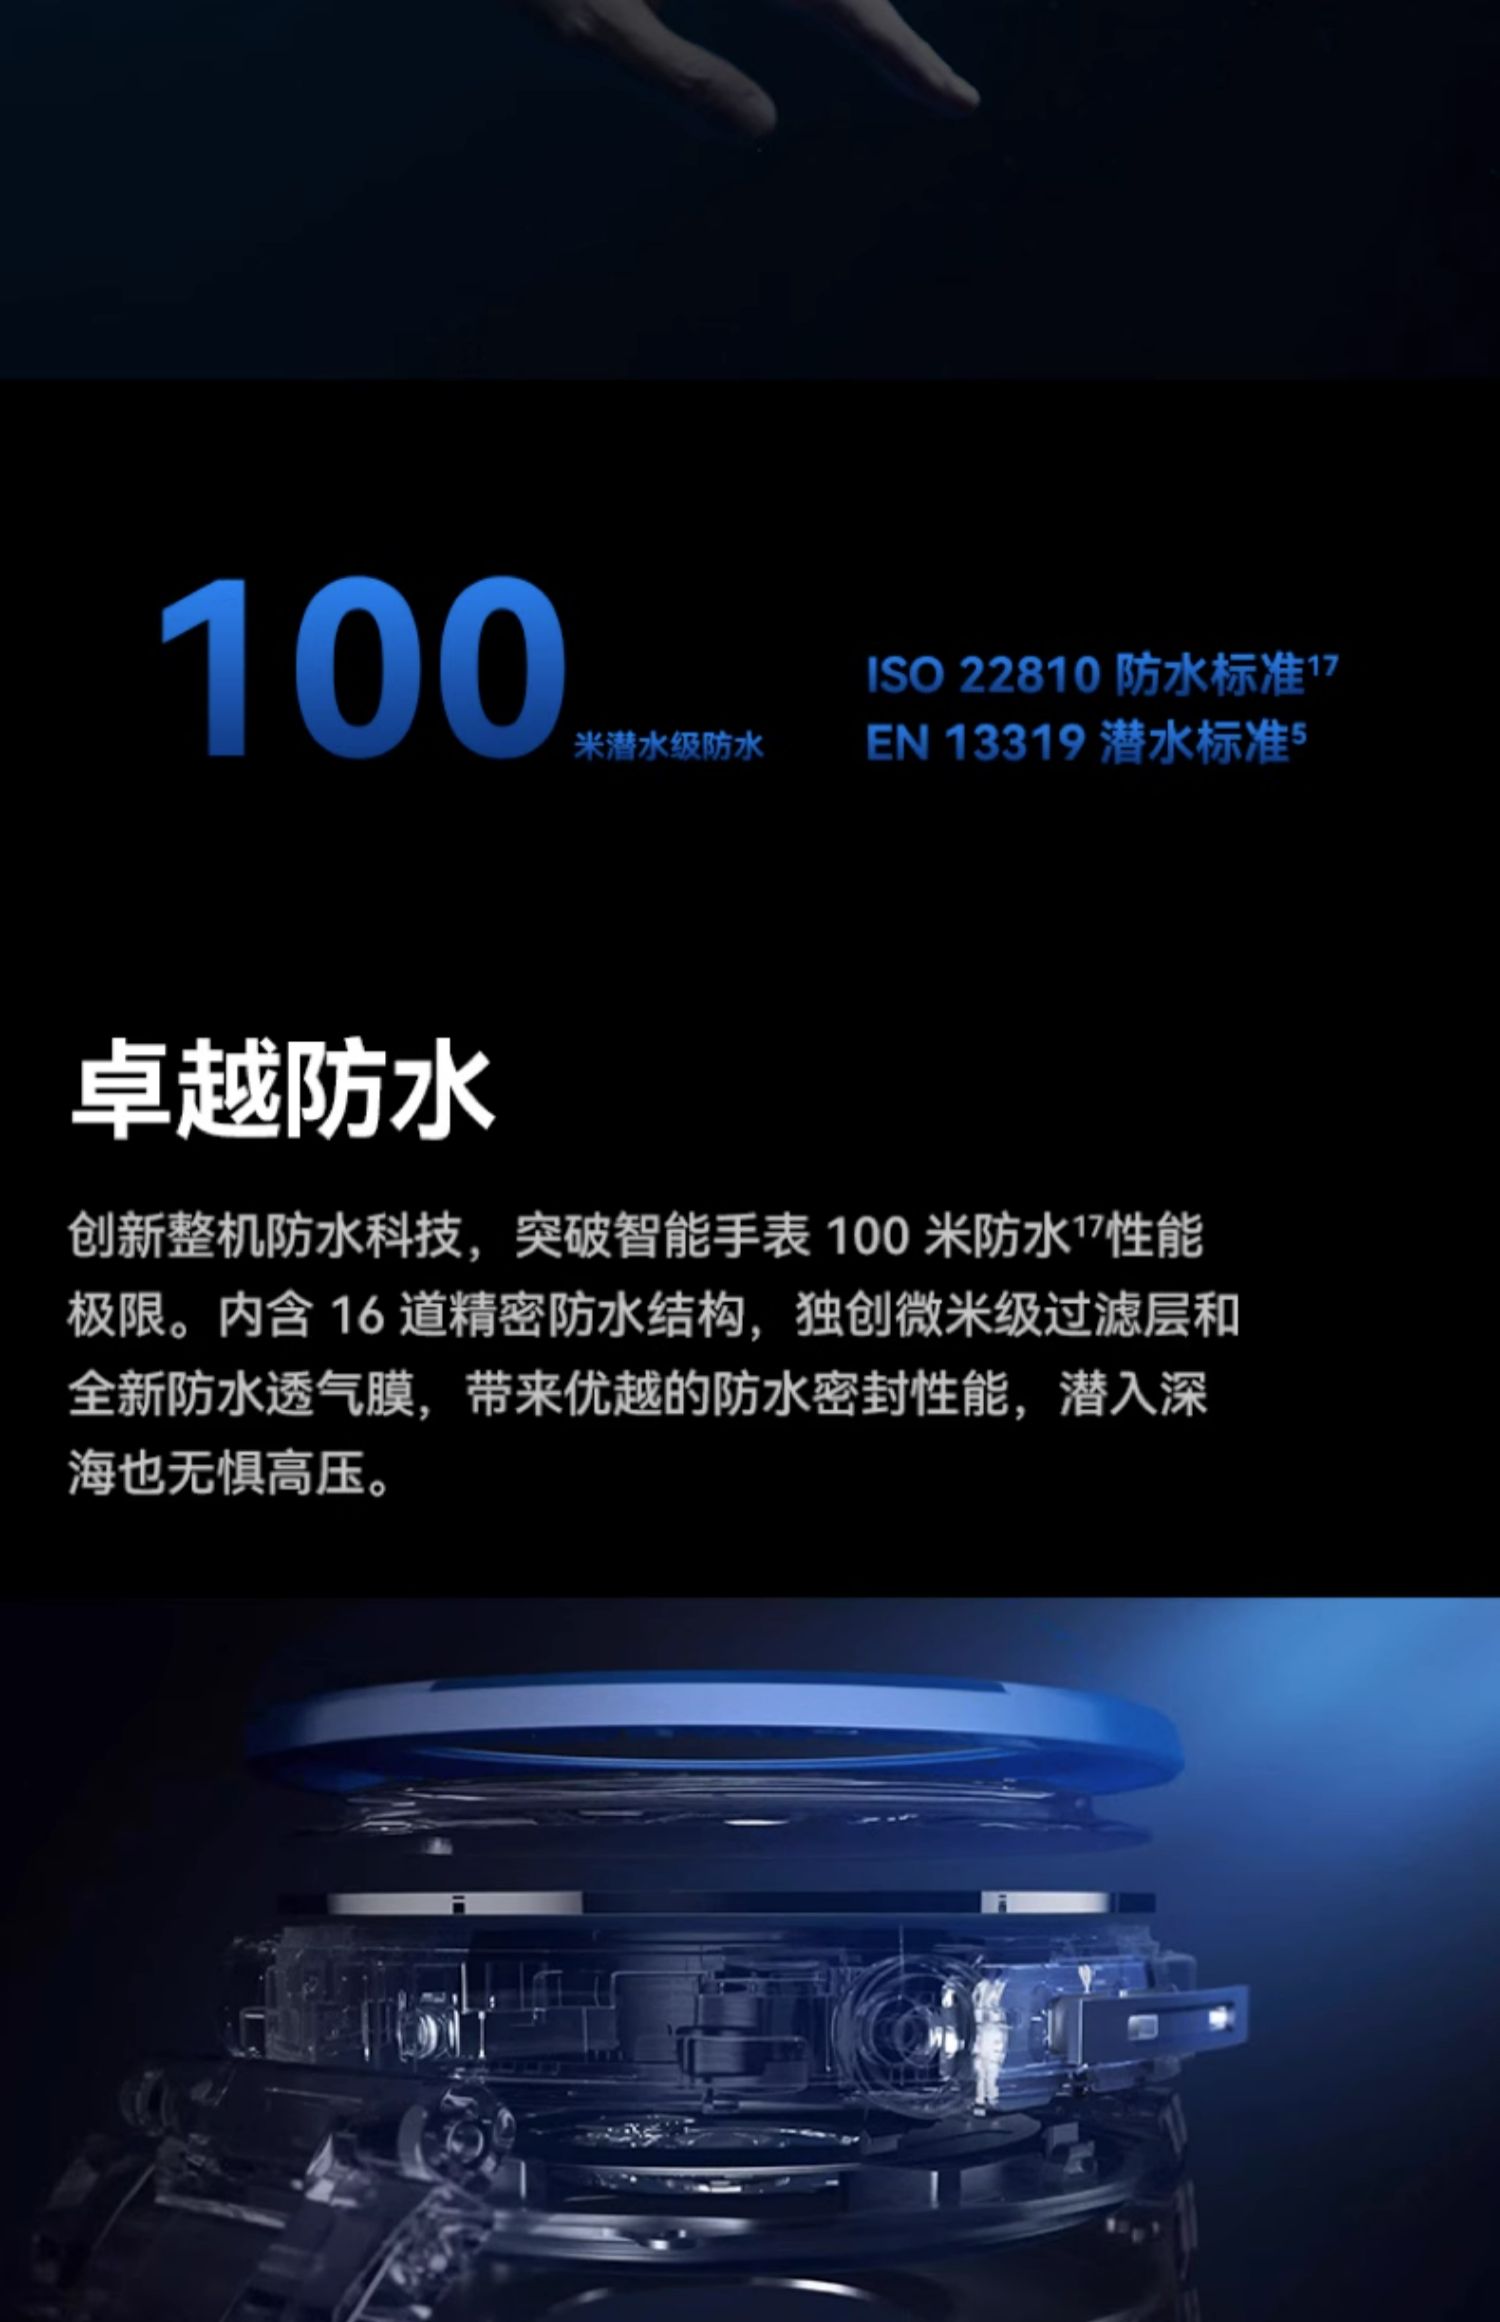 100米潜水级防水
ISO 22810 防水标准¹⁷
EN 13319 潜水标准⁵
卓越防水
创新整机防水科技，突破智能手表 100 米防水¹⁷性能
极限。内含 16 道精密防水结构，独创微米级过滤层和
全新防水透气膜，带来优越的防水密封性能，潜入深
海也无惧高压。